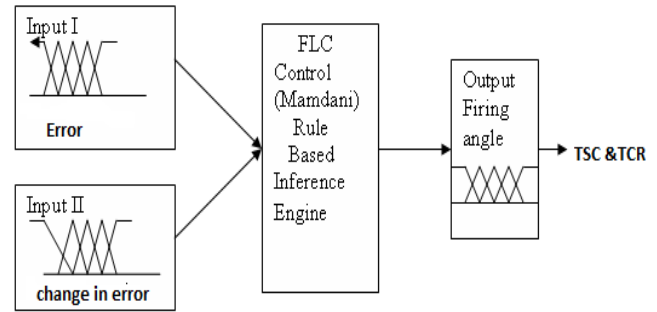 Input I
Error
Input II
change in error
FLC
Control
(Mamdani)
Rule
Based
Inference
Engine
Output
Firing
angle
TSC &TCR